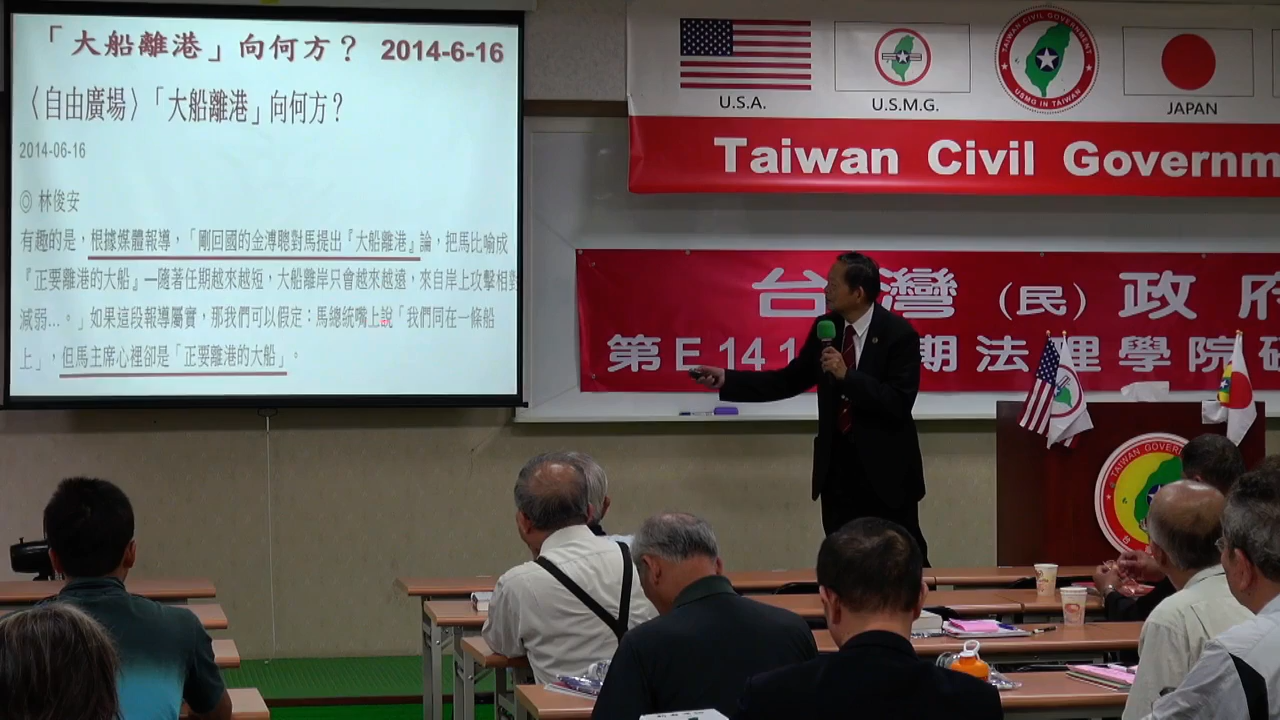 「大船離港」向何方？ 2014-6-16
〈自由廣場〉「大船離港」向何方？
2014-06-16
◎ 林俊安
有趣的是，根據媒體報導，「剛回國的金溥聰對馬提出『大船離港』論，把馬比喻成
『正要離港的大船』—隨著任期越來越短，大船離岸只會越來越遠，來自岸上攻擊相對
減弱...。」如果這段報導屬實，那我們可以假定：馬總統嘴上說「我們同在一條船
上」，但馬主席心裡卻是「正要離港的大船」。
U.S.A.
U.S.M.G.
TAIWAN CIVIL GOVERNMENT
USMG IN TAIWAN
JAPAN
Taiwan Civil Governm
台灣（民）政府
第E141 期法理學院研
TAIWAN GOVERN
台